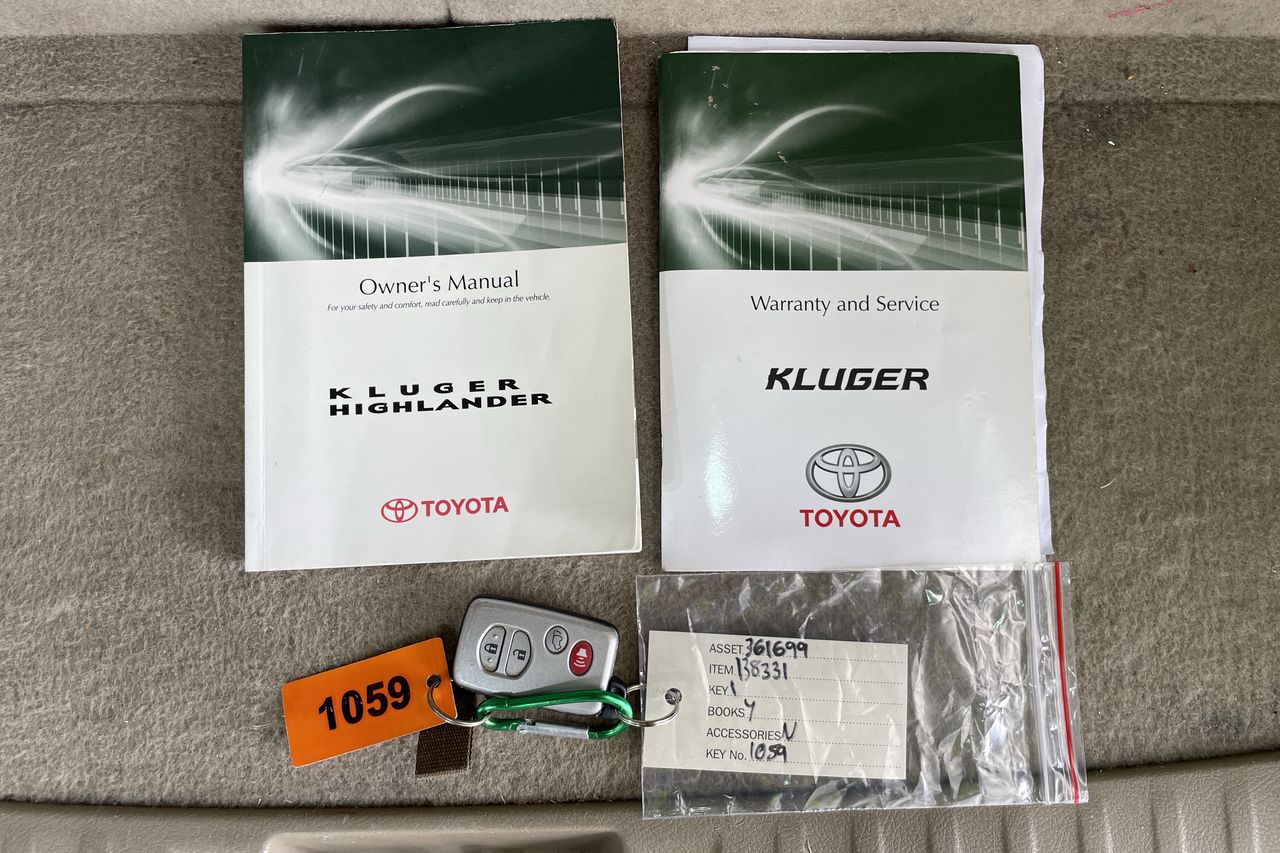 Owner's Manual
For your safety and comfort, read carefully and keep in the vehicle.
KLUGER
HIGHLANDER
TOYOTA
Warranty and Service
KLUGER
TOYOTA
1059
ASSET 361699
ITEM 138331
KEY 1
BOOKS Y
ACCESSORIES N
KEY No. 1059